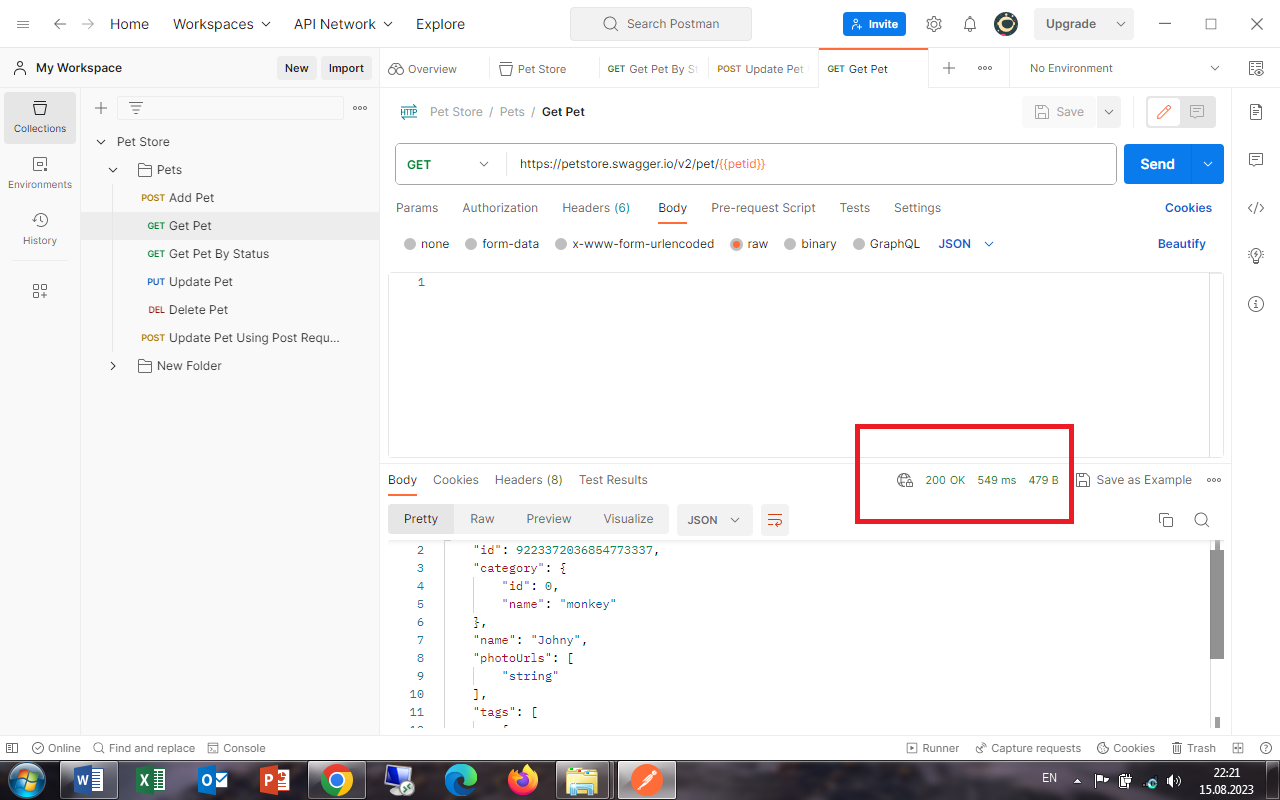 Home Workspaces API Network Explore Search Postman Invite Upgrade
My Workspace New Import Overview Pet Store GET Get Pet By St POST Update Pet GET Get Pet No Environment
Collections
Environments
History
Pet Store
Pets
POST Add Pet
GET Get Pet
GET Get Pet By Status
PUT Update Pet
DEL Delete Pet
POST Update Pet Using Post Requ...
New Folder
HTTP Pet Store / Pets / Get Pet Save
GET https://petstore.swagger.io/v2/pet/{{petid}} Send
Params Authorization Headers (6) Body Pre-request Script Tests Settings Cookies
none form-data x-www-form-urlencoded raw binary GraphQL JSON Beautify
1
Body Cookies Headers (8) Test Results 200 OK 549 ms 479 B Save as Example
Pretty Raw Preview Visualize JSON
2 "id": 9223372036854773337,
3 "category": {
4 "id": 0,
5 "name": "monkey"
6 },
7 "name": "Johny",
8 "photoUrls": [
9 "string"
10 ],
11 "tags": [
Online Find and replace Console Runner Capture requests Cookies Trash
EN 22:21
15.08.2023